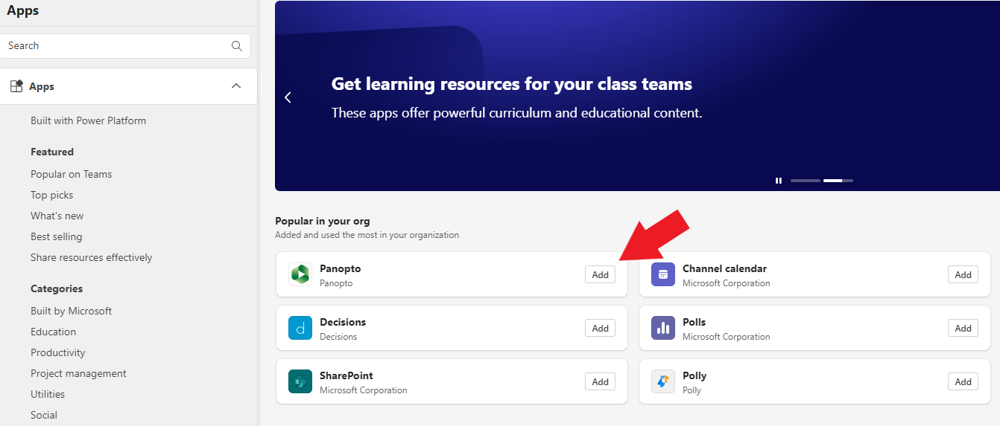 Apps
Search
Apps
Built with Power Platform
Featured
Popular on Teams
Top picks
What's new
Best selling
Share resources effectively
Categories
Built by Microsoft
Education
Productivity
Project management
Utilities
Social
Get learning resources for your class teams
These apps offer powerful curriculum and educational content.
Popular in your org
Added and used the most in your organization
Panopto
Panopto
Add
Channel calendar
Microsoft Corporation
Add
d
Decisions
Decisions
Add
Polls
Microsoft Corporation
Add
S
SharePoint
Microsoft Corporation
Add
Polly
Polly
Add